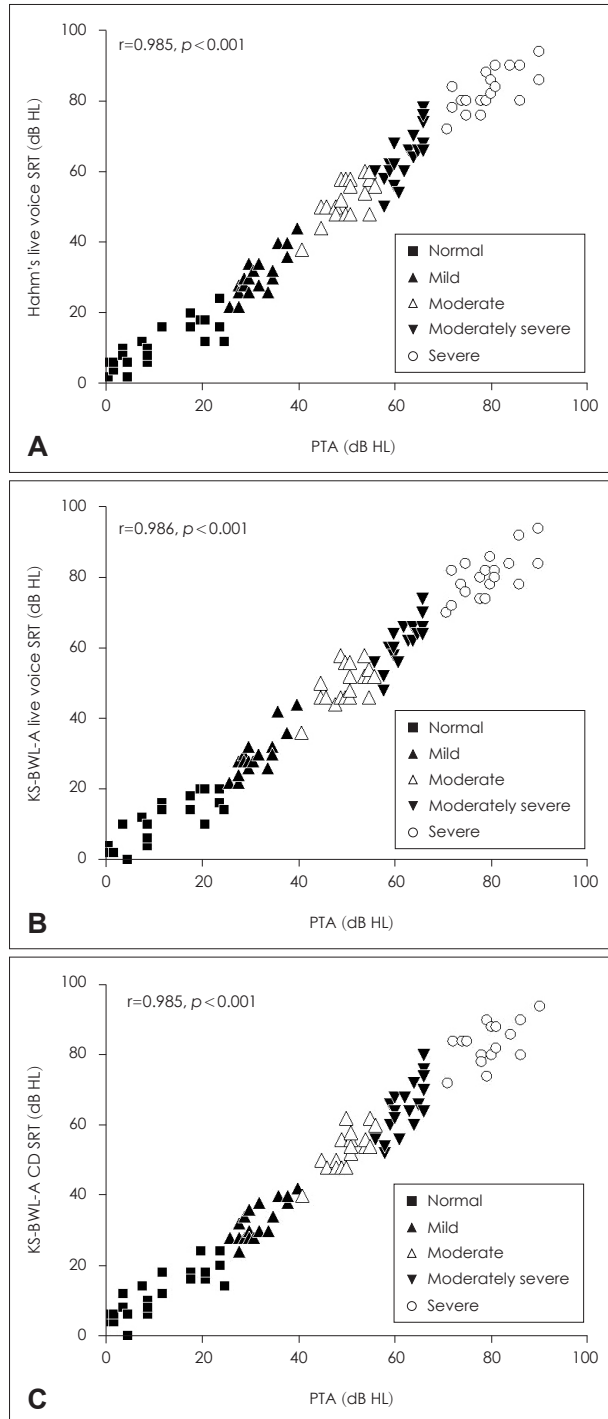 100
r=0.985, p<0.001
80
60
40
20
0
Hahm's live voice SRT (dB HL)
Normal
Mild
Moderate
Moderately severe
Severe
0 20 40 60 80 100
PTA (dB HL)
A
100
r=0.986, p<0.001
80
60
40
20
0
KS-BWL-A live voice SRT (dB HL)
Normal
Mild
Moderate
Moderately severe
Severe
0 20 40 60 80 100
PTA (dB HL)
B
100
r=0.985, p<0.001
80
60
40
20
0
KS-BWL-A CD SRT (dB HL)
Normal
Mild
Moderate
Moderately severe
Severe
0 20 40 60 80 100
PTA (dB HL)
C